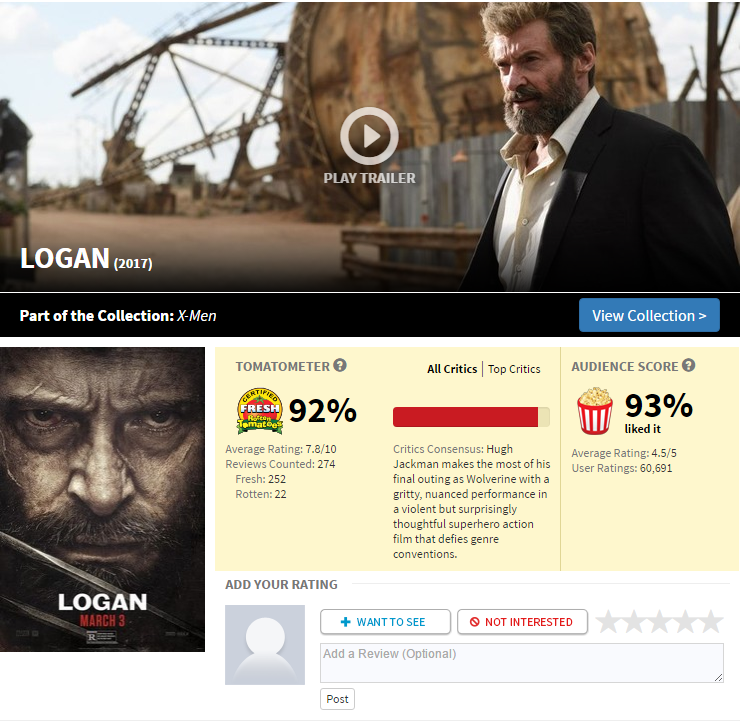 PLAY TRAILER
LOGAN (2017)
Part of the Collection: X-Men
View Collection >
TOMATOMETER ?
All Critics | Top Critics
CERTIFIED
FRESH
Rotten
Tomatoes
92%
Average Rating: 7.8/10
Reviews Counted: 274
Fresh: 252
Rotten: 22
Critics Consensus: Hugh
Jackman makes the most of his
final outing as Wolverine with a
gritty, nuanced performance in
a violent but surprisingly
thoughtful superhero action
film that defies genre
conventions.
AUDIENCE SCORE ?
93%
liked it
Average Rating: 4.5/5
User Ratings: 60,691
LOGAN
MARCH 3
R
ADD YOUR RATING
+ WANT TO SEE
NOT INTERESTED
Add a Review (Optional)
Post